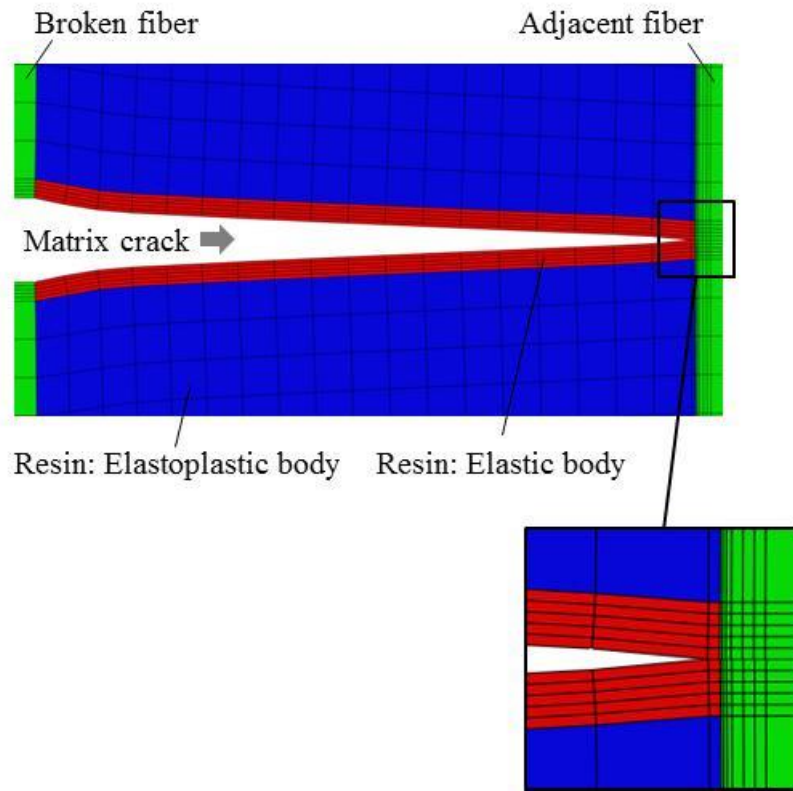 Broken fiber
Adjacent fiber
Matrix crack
Resin: Elastoplastic body
Resin: Elastic body